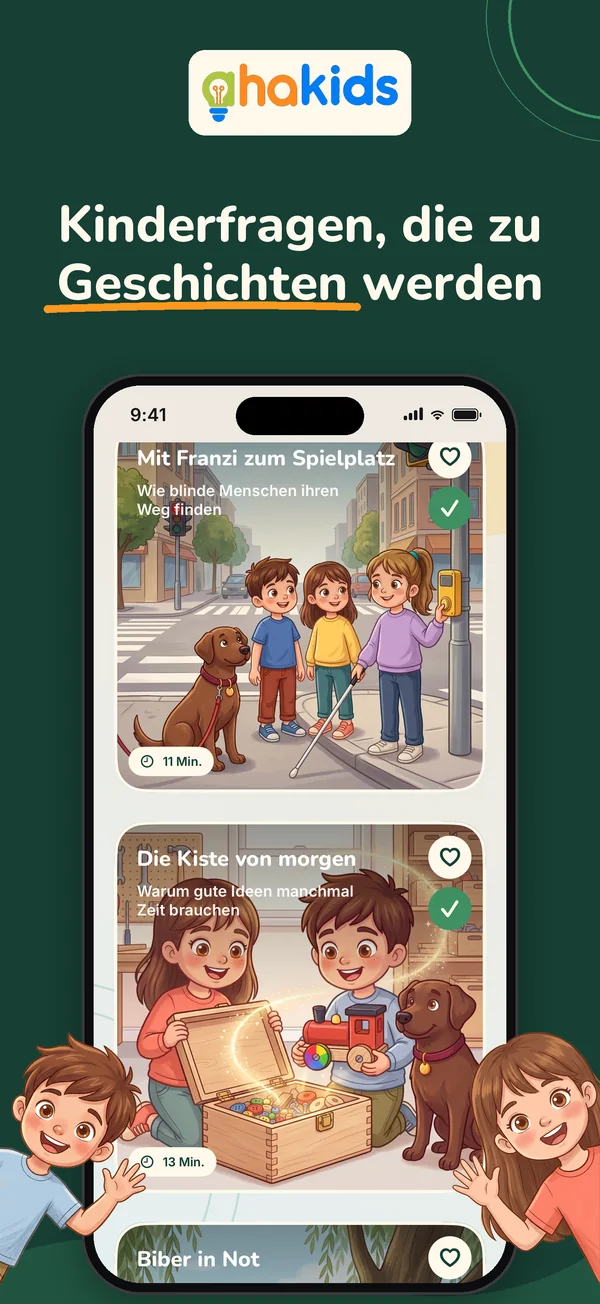 ahakids
Kinderfragen, die zu
Geschichten werden
9:41
Mit Franzi zum Spielplatz
Wie blinde Menschen ihren
Weg finden
11 Min.
Die Kiste von morgen
Warum gute Ideen manchmal
Zeit brauchen
13 Min.
Biber in Not